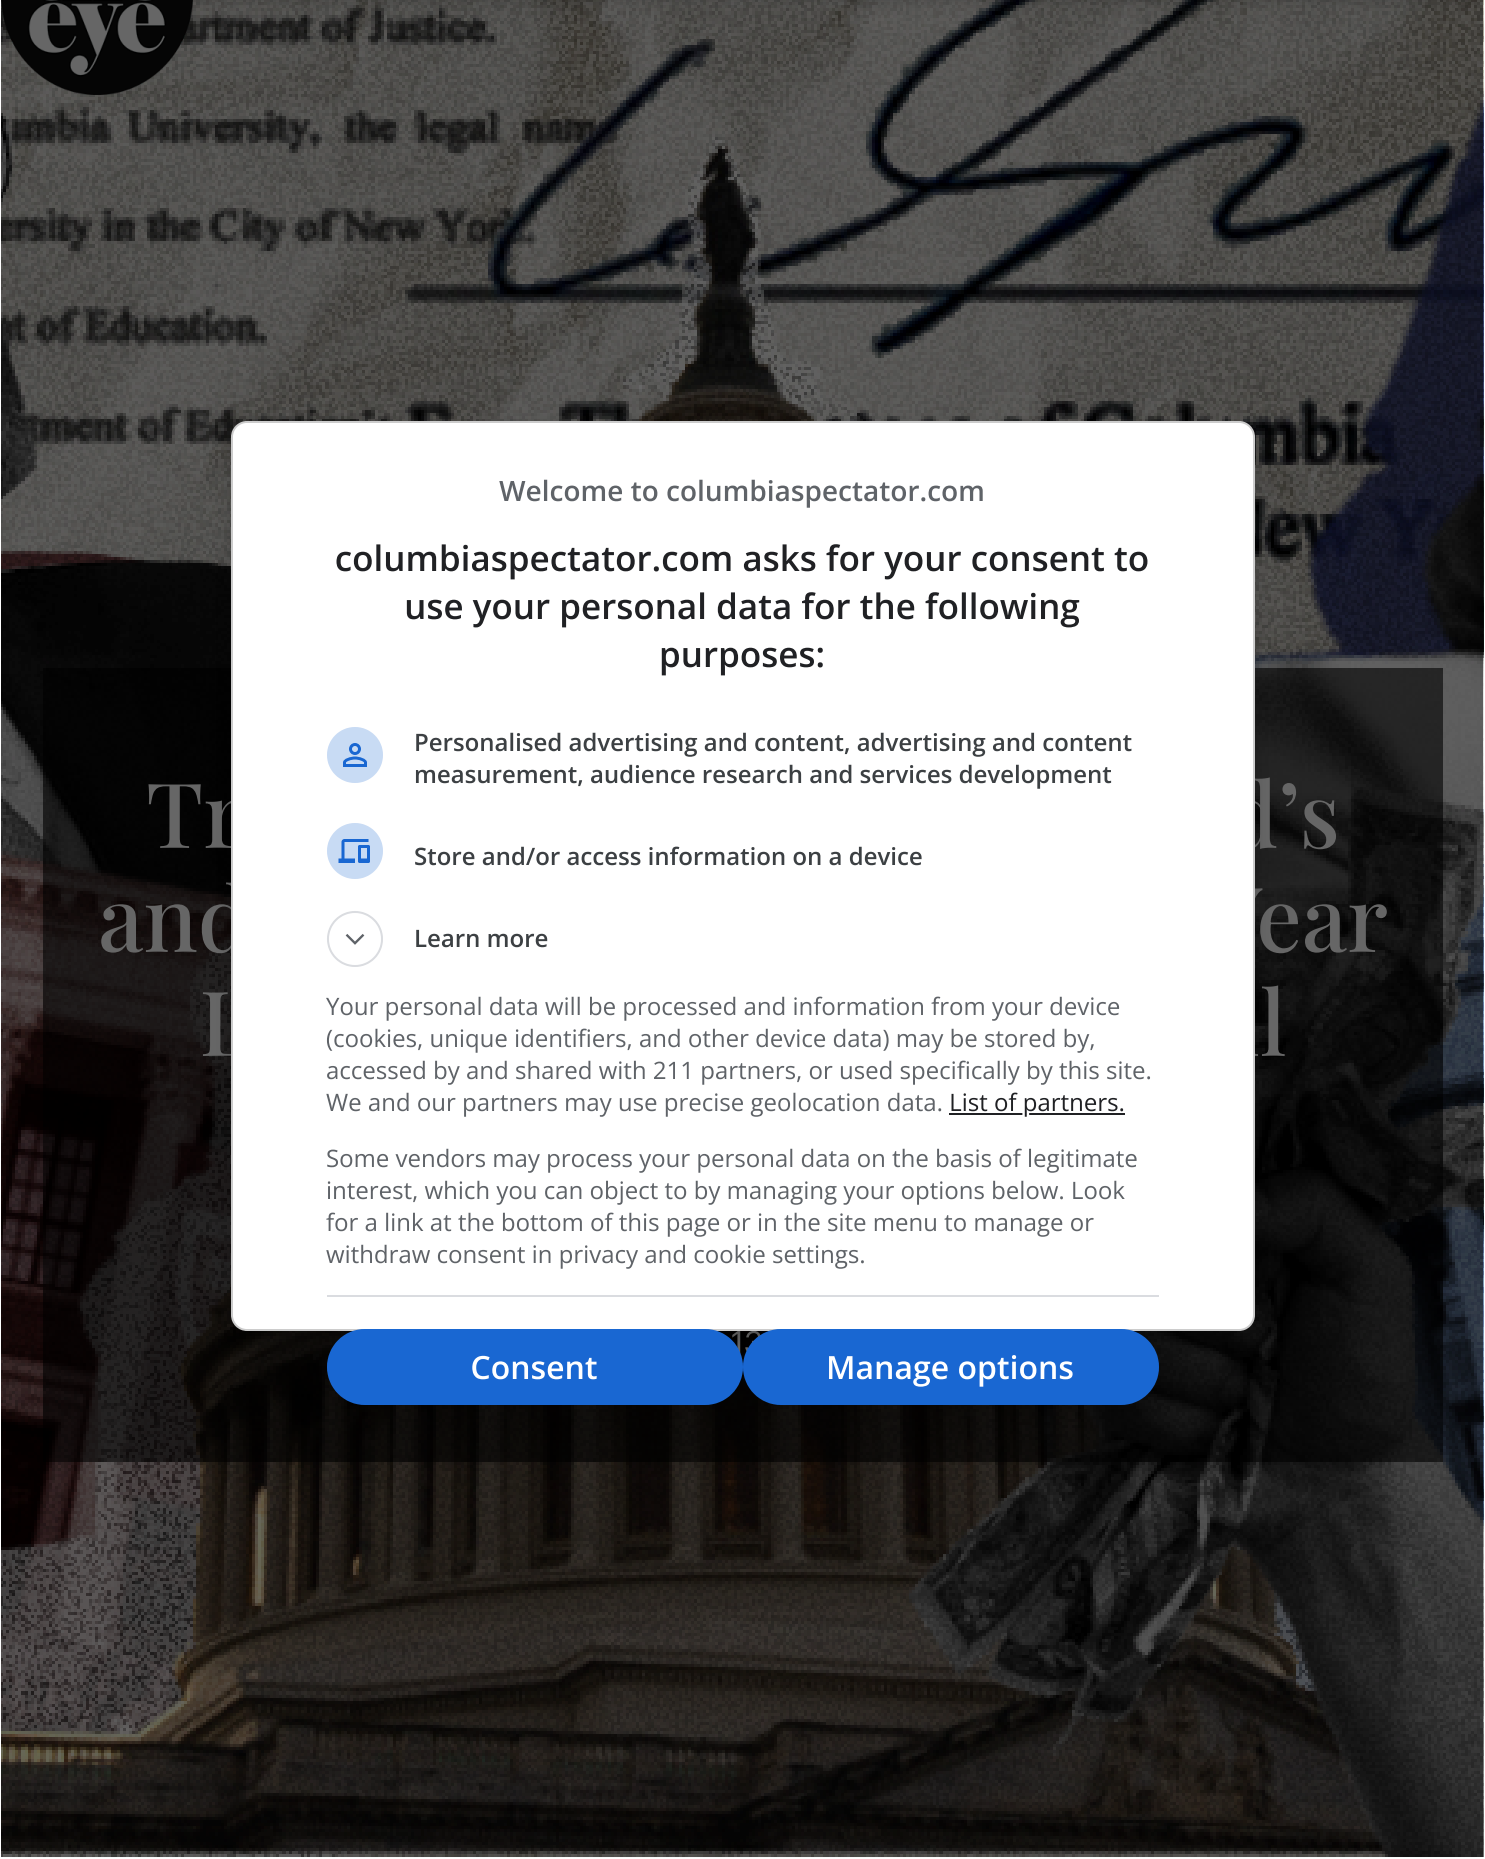 eye
rtment of Justice.
umbia University, the legal nam
ersity in the City of New York.
t of Education.
tment of Ed
mbia
Welcome to columbiaspectator.com
columbiaspectator.com asks for your consent to
use your personal data for the following
purposes:
Personalised advertising and content, advertising and content
measurement, audience research and services development
Store and/or access information on a device
Learn more
Your personal data will be processed and information from your device
(cookies, unique identifiers, and other device data) may be stored by,
accessed by and shared with 211 partners, or used specifically by this site.
We and our partners may use precise geolocation data. List of partners.
Some vendors may process your personal data on the basis of legitimate
interest, which you can object to by managing your options below. Look
for a link at the bottom of this page or in the site menu to manage or
withdraw consent in privacy and cookie settings.
Consent Manage options
Tr d’s
and Year